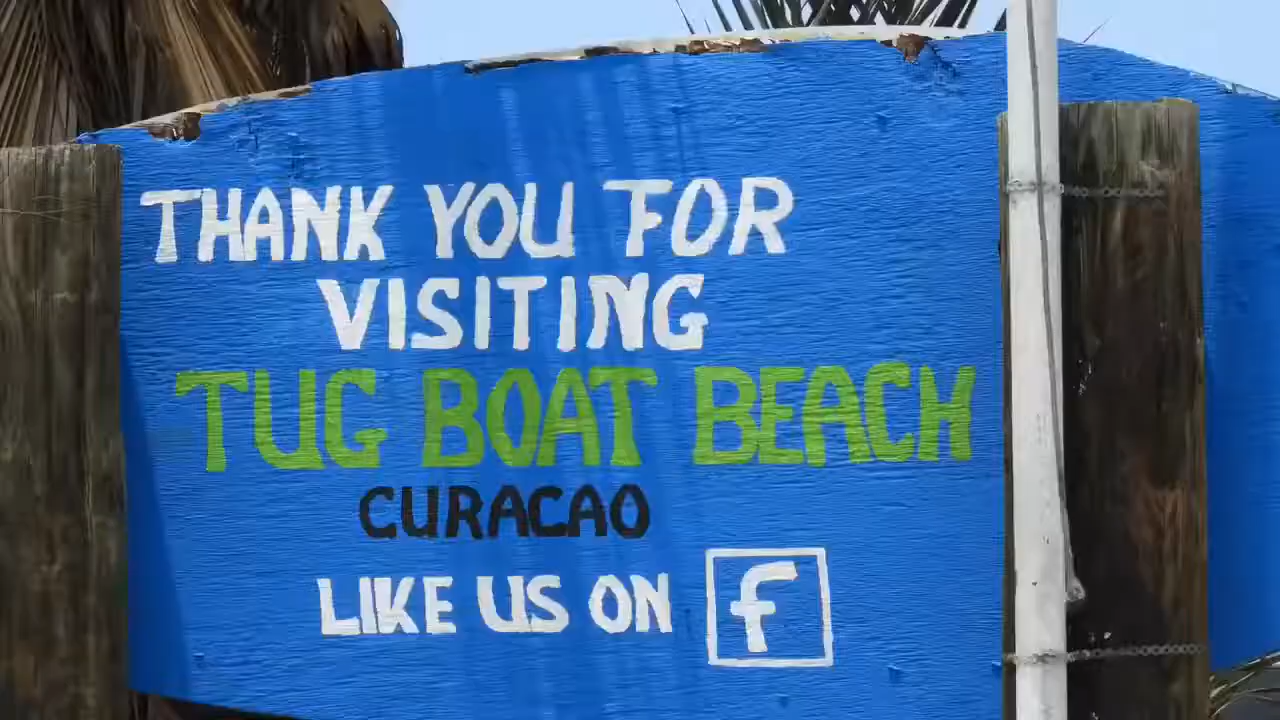 THANK YOU FOR
VISITING
TUG BOAT BEACH
CURACAO
LIKE US ON f